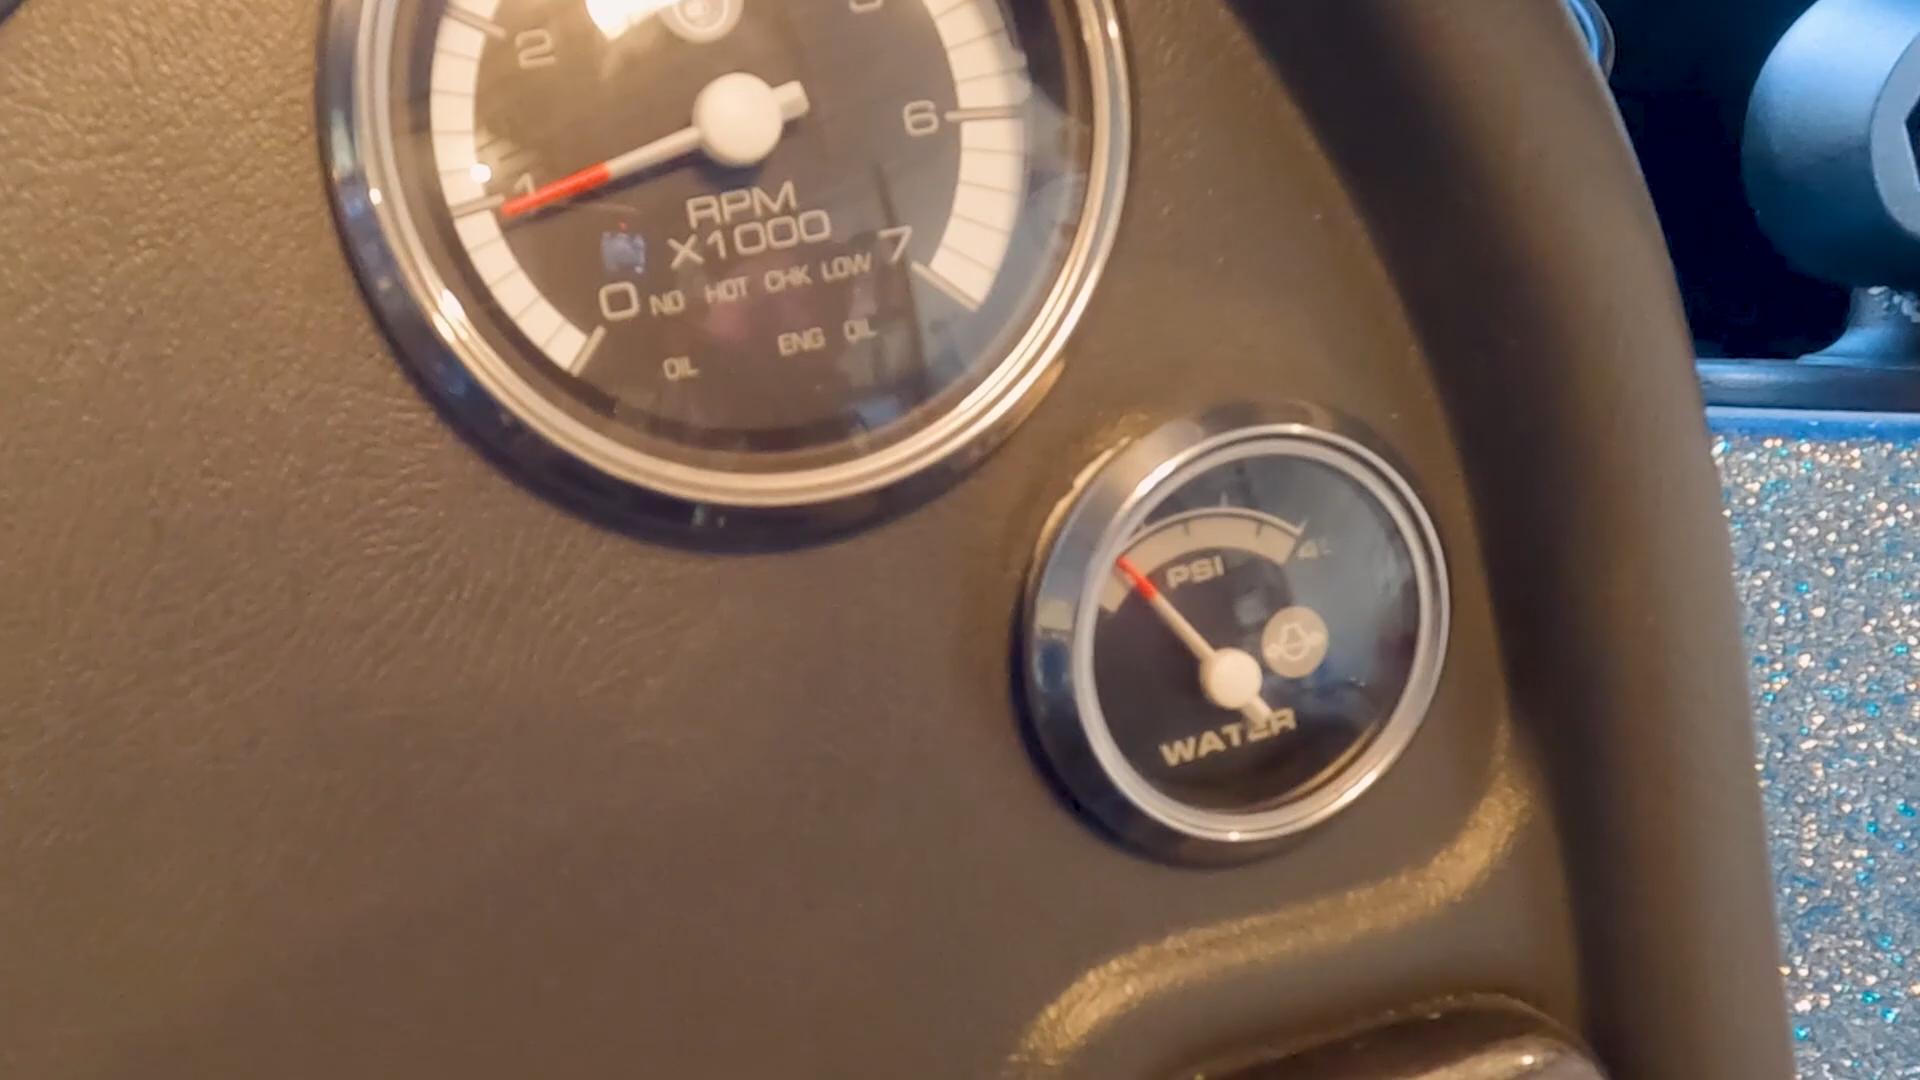 2
6
1
RPM
X1000
7
0
NO HOT CHK LOW
OIL ENG OIL
PSI
WATER